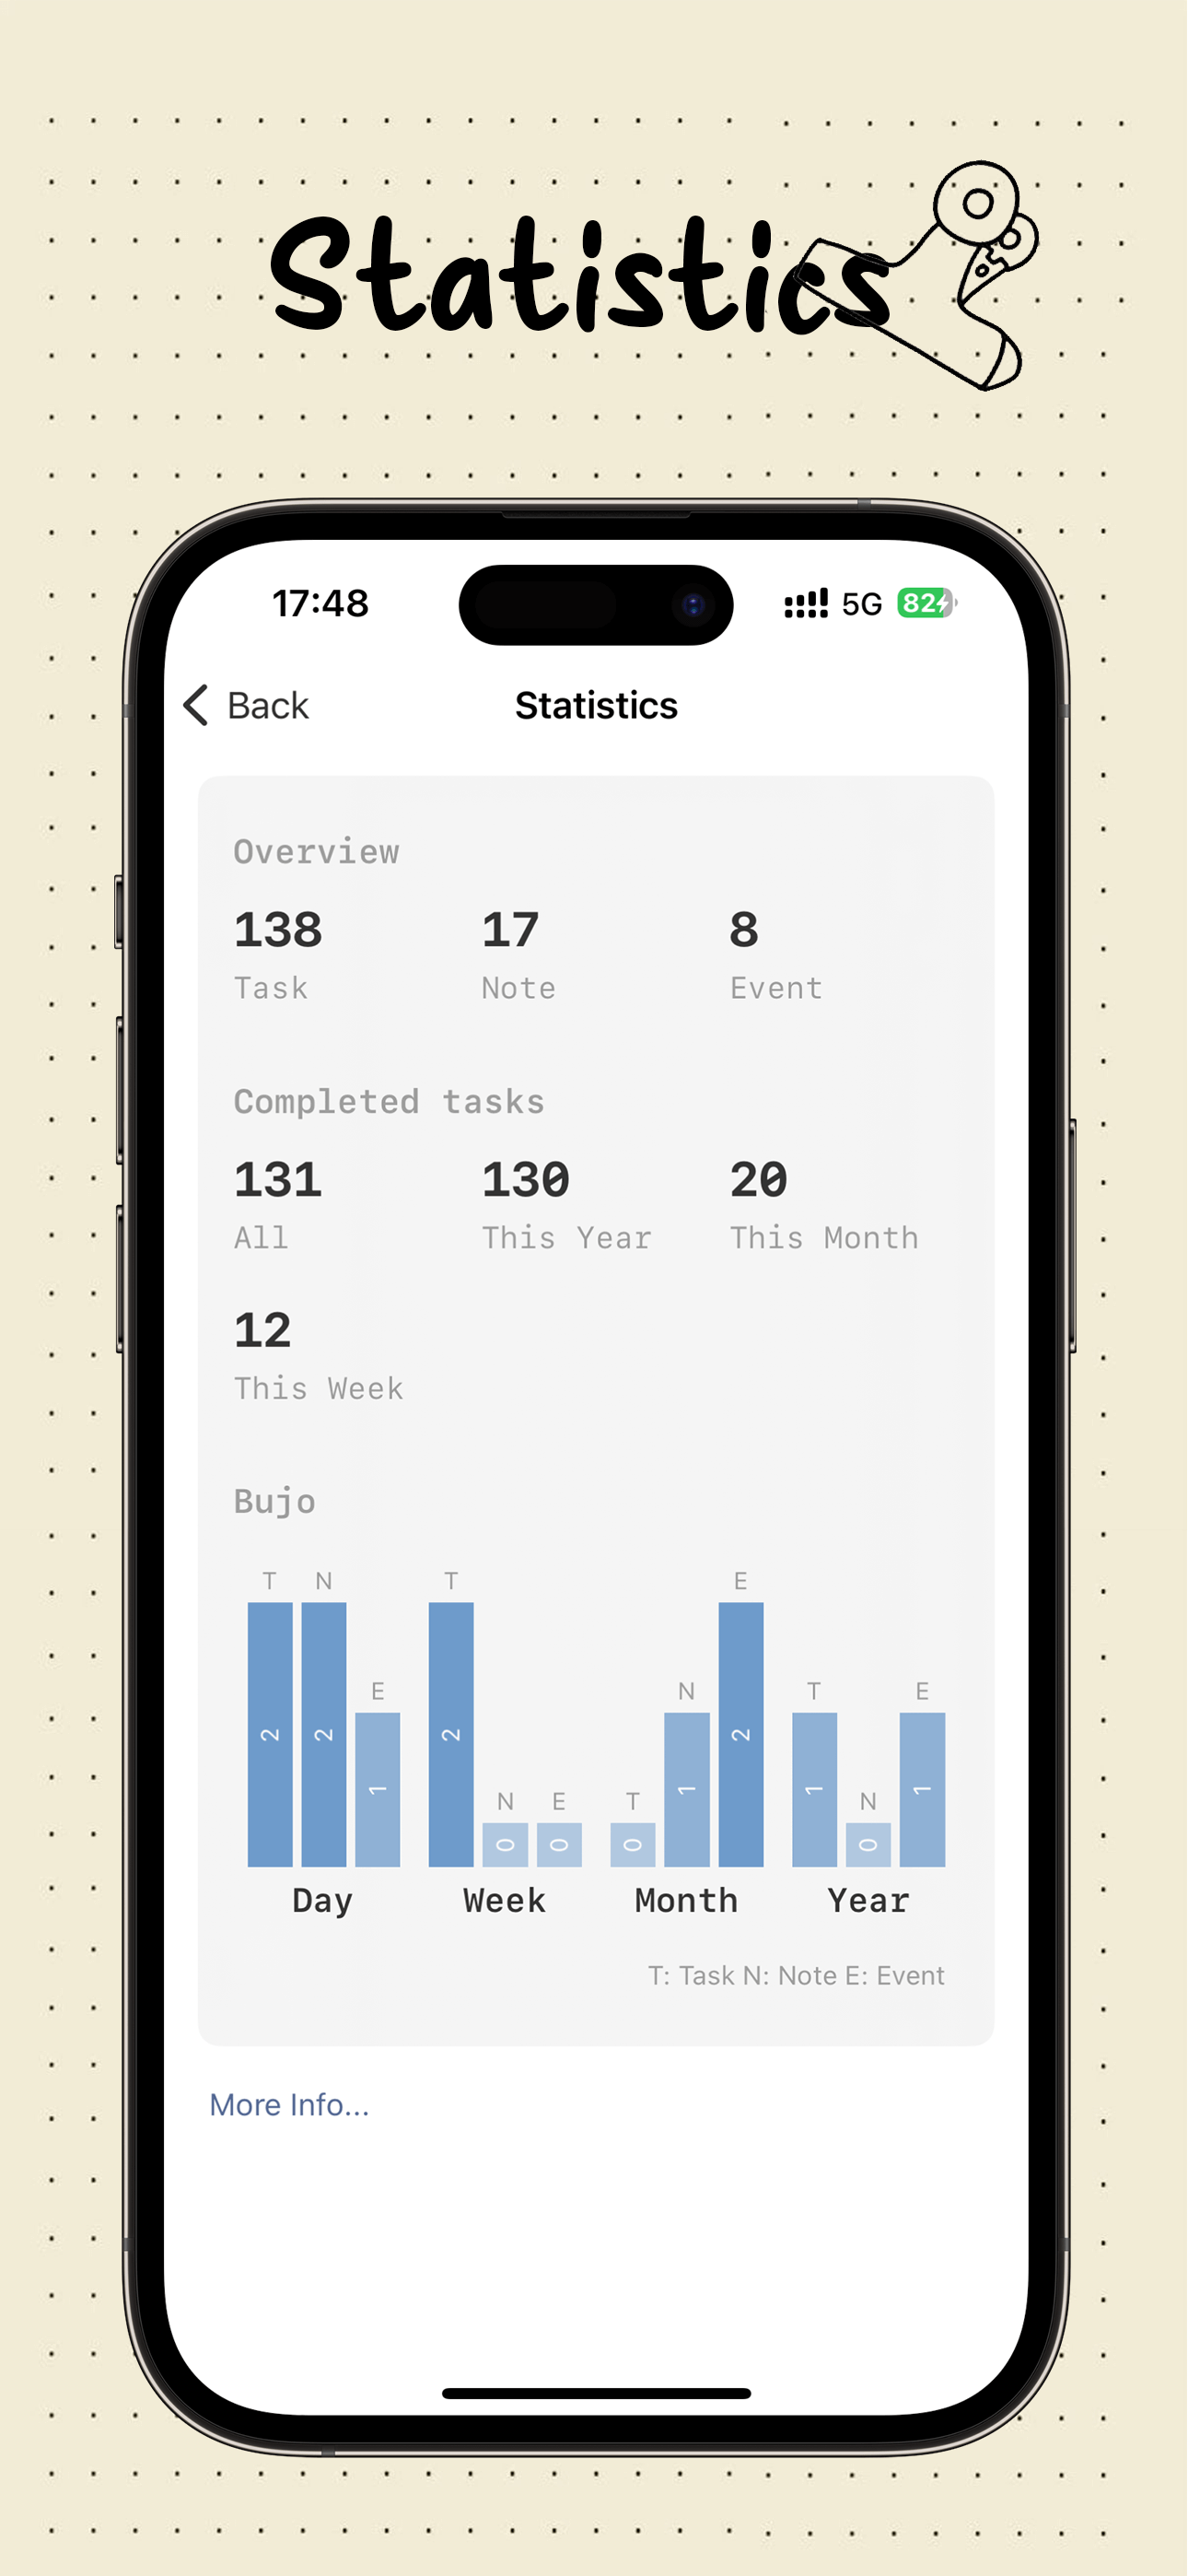 Statistics
17:48 5G 82
Back Statistics
Overview
138 17 8
Task Note Event
Completed tasks
131 130 20
All This Year This Month
12
This Week
Bujo
T N T E
E N T E
N E T N
2 2 1 2 0 0 0 1 2 1 0 1
Day Week Month Year
T: Task N: Note E: Event
More Info...